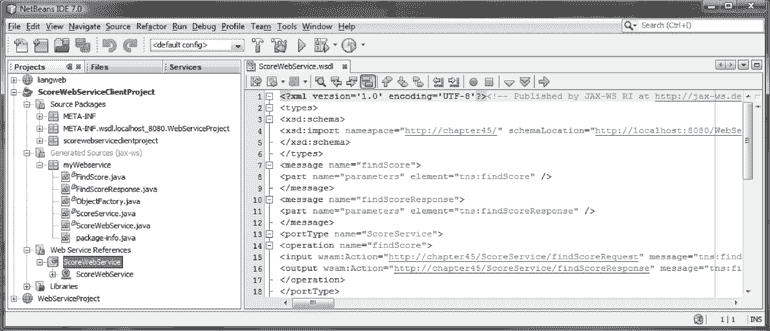 NetBeans IDE 7.0
File Edit View Navigate Source Refactor Run Debug Profile Team Tools Window Help
Search (Ctrl+I)
<default config>
Projects Files Services
liangweb
ScoreWebServiceClientProject
Source Packages
META-INF
META-INF.wsdl.localhost_8080.WebServiceProject
scorewebserviceclientproject
Generated Sources (jax-ws)
myWebservice
FindScore.java
FindScoreResponse.java
ObjectFactory.java
ScoreService.java
ScoreWebService.java
package-info.java
Web Service References
ScoreWebService
ScoreWebService
Libraries
WebServiceProject
ScoreWebService.wsdl
1 <?xml version='1.0' encoding='UTF-8'?><!-- Published by JAX-WS RI at http://jax-ws.de
2 <types>
3 <xsd:schema>
4 <xsd:import namespace="http://chapter45/" schemaLocation="http://localhost:8080/WebSe
5 </xsd:schema>
6 </types>
7 <message name="findScore">
8 <part name="parameters" element="tns:findScore" />
9 </message>
10 <message name="findScoreResponse">
11 <part name="parameters" element="tns:findScoreResponse" />
12 </message>
13 <portType name="ScoreService">
14 <operation name="findScore">
15 <input wsam:Action="http://chapter45/ScoreService/findScoreRequest" message="tns:find
16 <output wsam:Action="http://chapter45/ScoreService/findScoreResponse" message="tns:fi
17 </operation>
18 </portType>
1 | 1 INS